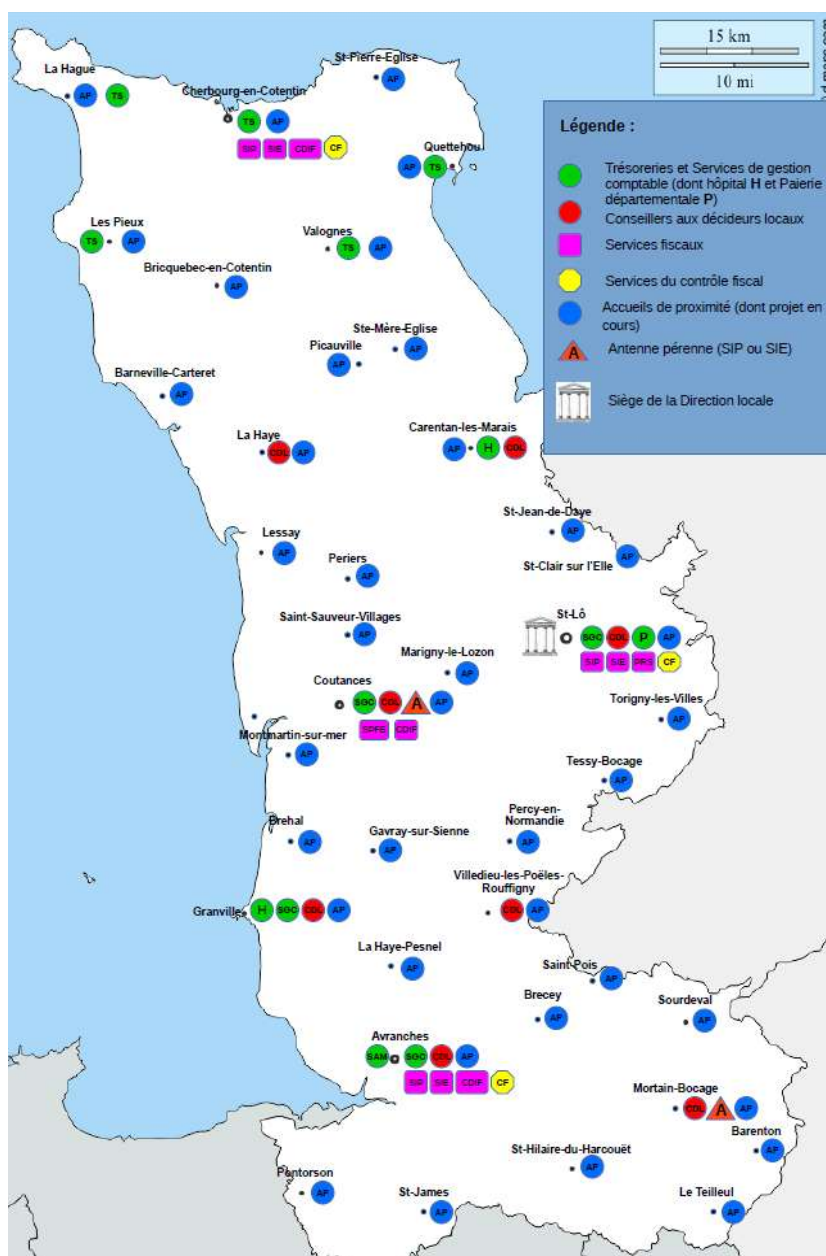 15 km
10 mi
St-Pierre-Eglise
AP
La Hague
AP TS
Cherbourg-en-Cotentin
TS AP
SIP SIE CDIF CF
Quettehou
AP TS
Légende :
Trésoreries et Services de gestion
comptable (dont hôpital H et Paierie
départementale P)
Conseillers aux décideurs locaux
Services fiscaux
Services du contrôle fiscal
Accueils de proximité (dont projet en
cours)
A Antenne pérenne (SIP ou SIE)
Siège de la Direction locale
Les Pieux
TS AP
Valognes
TS AP
Bricquebec-en-Cotentin
AP
Ste-Mère-Eglise
AP
Picauville
AP
Barneville-Carteret
AP
La Haye
CDL AP
Carentan-les-Marais
AP H CDL
St-Jean-de-Daye
AP
St-Clair sur l'Elle
AP
Lessay
AP
Periers
AP
Saint-Sauveur-Villages
AP
St-Lô
SGC CDL P AP
SIP SIE PRS CF
Marigny-le-Lozon
AP
Coutances
SGC CDL A AP
SPFE CDIF
Torigny-les-Villes
AP
Montmartin-sur-mer
AP
Tessy-Bocage
AP
Brehal
AP
Gavray-sur-Sienne
AP
Percy-en-
Normandie
AP
Villedieu-les-Poëles-
Rouffigny
CDL AP
Granville
H SGC CDL AP
La Haye-Pesnel
AP
Saint-Pois
AP
Brecey
AP
Sourdeval
AP
Avranches
SAM SGC CDL AP
SIP SIE CDIF CF
Mortain-Bocage
CDL A AP
Barenton
AP
St-Hilaire-du-Harcouët
AP
Pontorson
AP
St-James
AP
Le Teilleul
AP